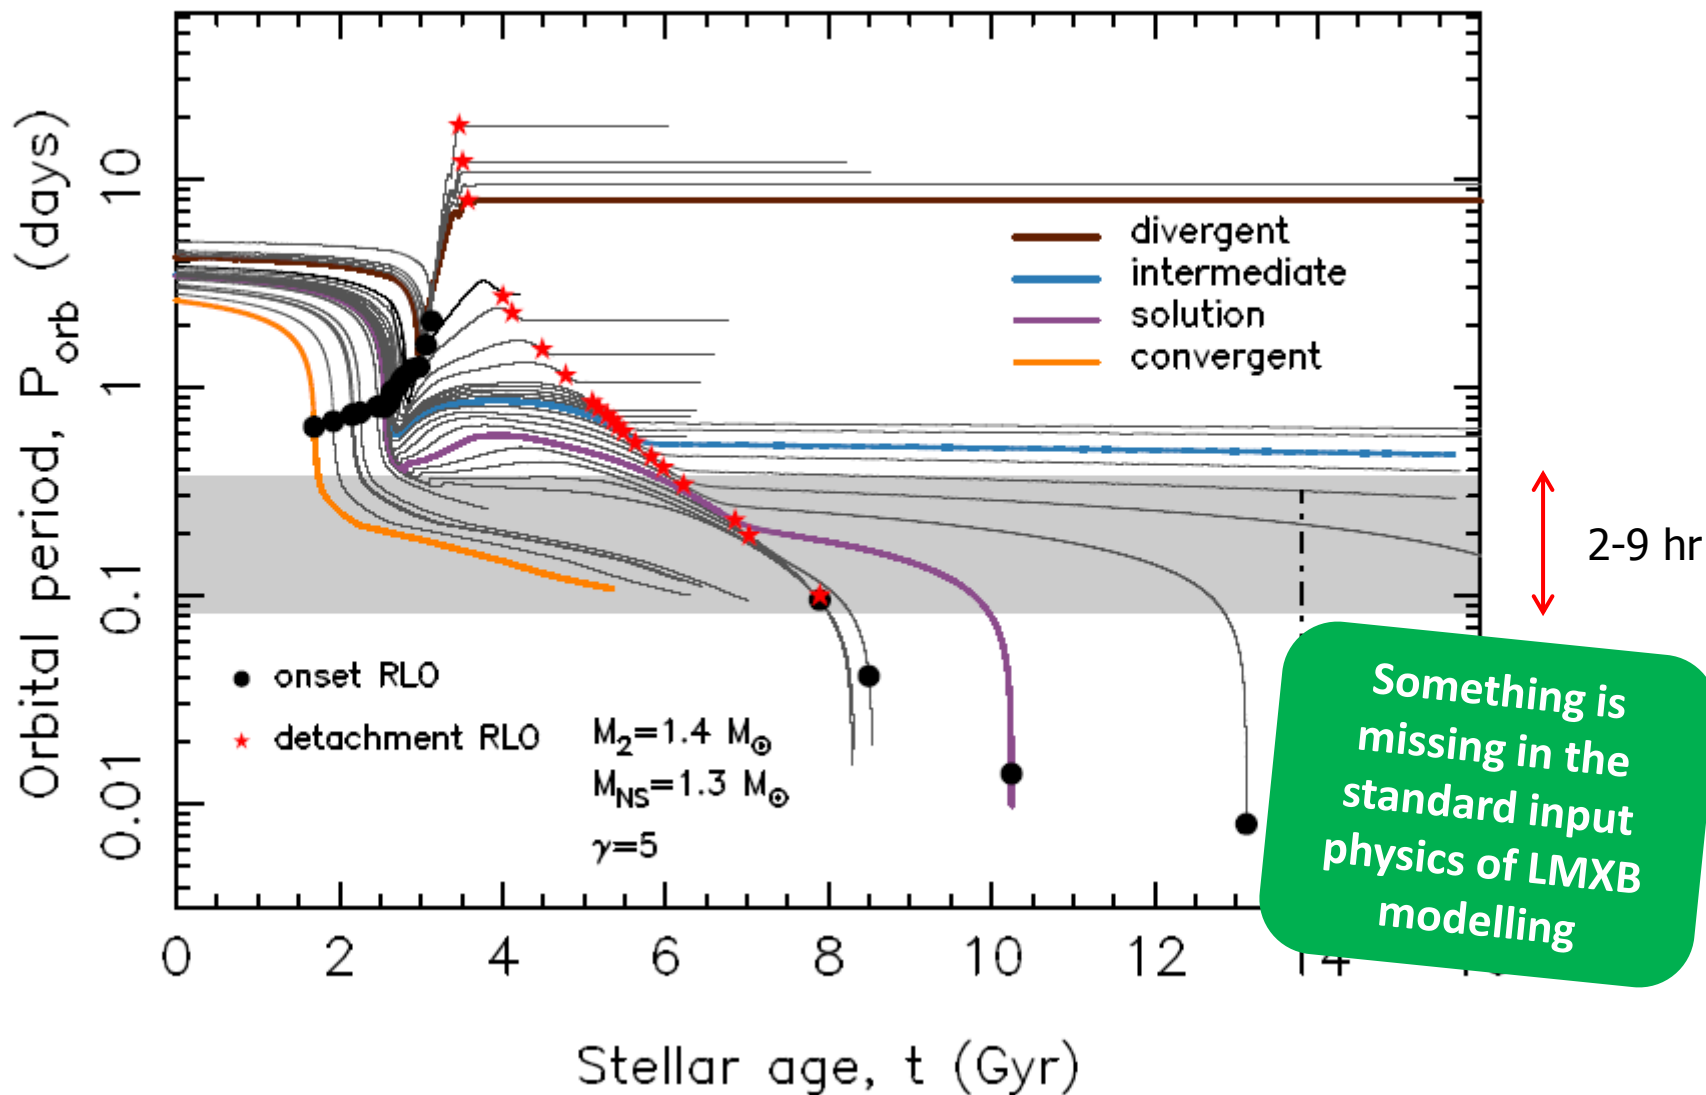 Orbital period, P_orb (days)
10
1
0.1
0.01
divergent
intermediate
solution
convergent
2-9 hr
onset RLO
detachment RLO
M₂=1.4 M☉
M_NS=1.3 M☉
γ=5
Something is
missing in the
standard input
physics of LMXB
modelling
0 2 4 6 8 10 12 14
Stellar age, t (Gyr)